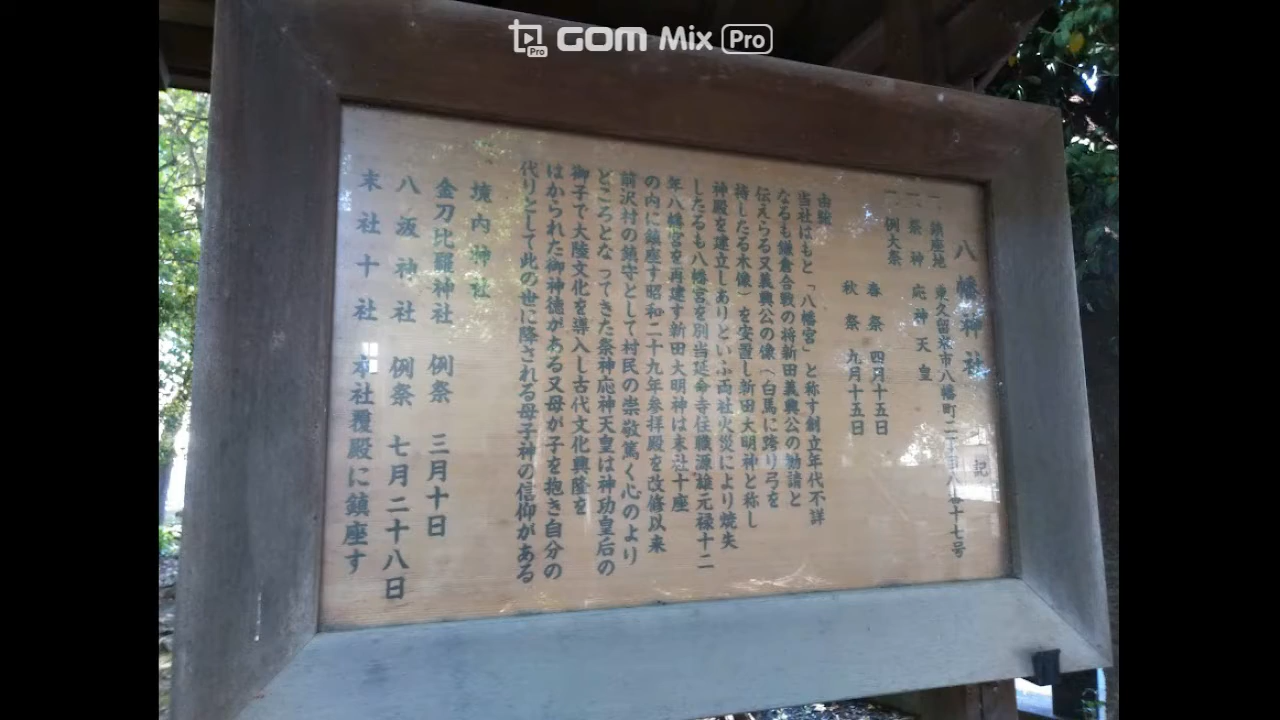 GOM Mix Pro
八幡神社
記
一 鎮座地 東久留米市八幡町二丁目八番十七号
一 祭神 応神天皇
一 例大祭
春祭 四月十五日
秋祭 九月十五日
由緒
当社はもと「八幡宮」と称す創立年代不詳
なるも鎌倉合戦の将新田義興公の勧請と
伝えらる又義興公の像(白馬に跨り弓を
持したる木像)を安置し新田大明神と称し
神殿を建立しありといふ両社火災により焼失
したるも八幡宮を別当延命寺住職源雄元禄十二
年八幡宮を再建す新田大明神は末社十座
の内に鎮座す昭和二十九年参拝殿を改修以来
前沢村の鎮守として村民の崇敬篤く心のより
どころとなってきた祭神応神天皇は神功皇后の
御子で大陸文化を導入し古代文化興隆を
はかられた御神徳がある又母が子を抱き自分の
代りとして此の世に降される母子神の信仰がある
境内神社
金刀比羅神社 例祭 三月十日
八坂神社 例祭 七月二十八日
末社十社 本社覆殿に鎮座す